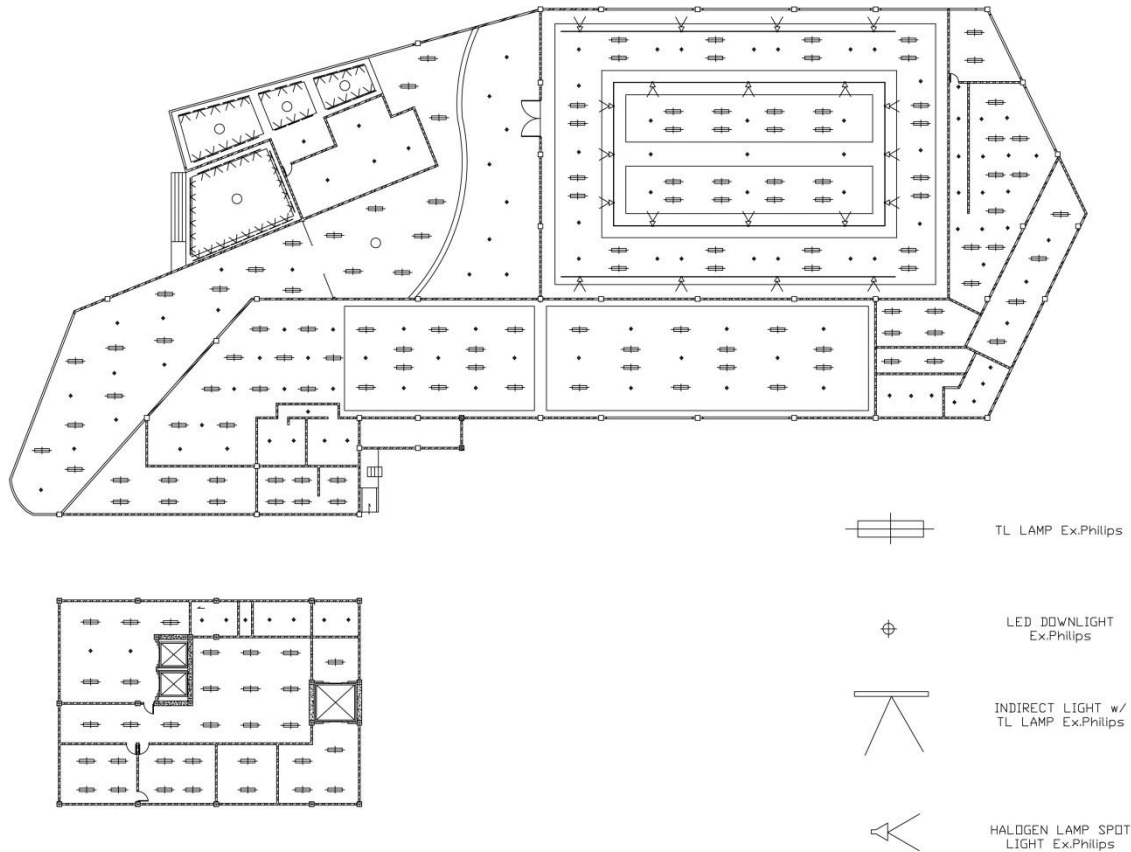 TL LAMP Ex.Philips
LED DOWNLIGHT
Ex.Philips
INDIRECT LIGHT w/
TL LAMP Ex.Philips
HALOGEN LAMP SPOT
LIGHT Ex.Philips